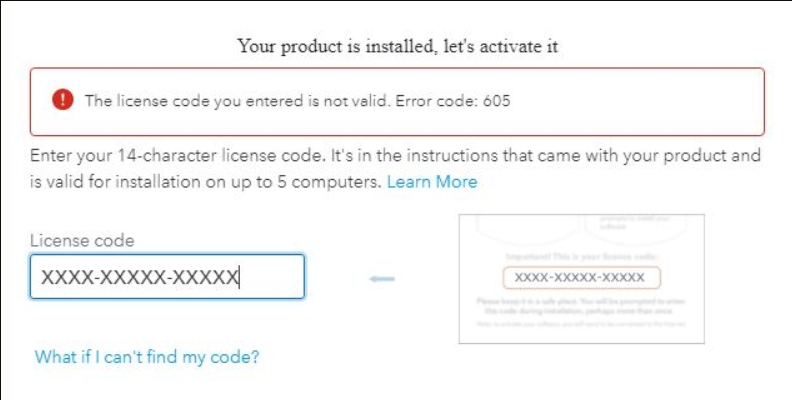 Your product is installed, let's activate it
The license code you entered is not valid. Error code: 605
Enter your 14-character license code. It's in the instructions that came with your product and
is valid for installation on up to 5 computers. Learn More
License code
XXXX-XXXXX-XXXXX
Important! This is your license code:
XXXX-XXXXX-XXXXX
Please keep it in a safe place. You will be prompted to enter
the code during installation, perhaps more than once.
What if I can't find my code?